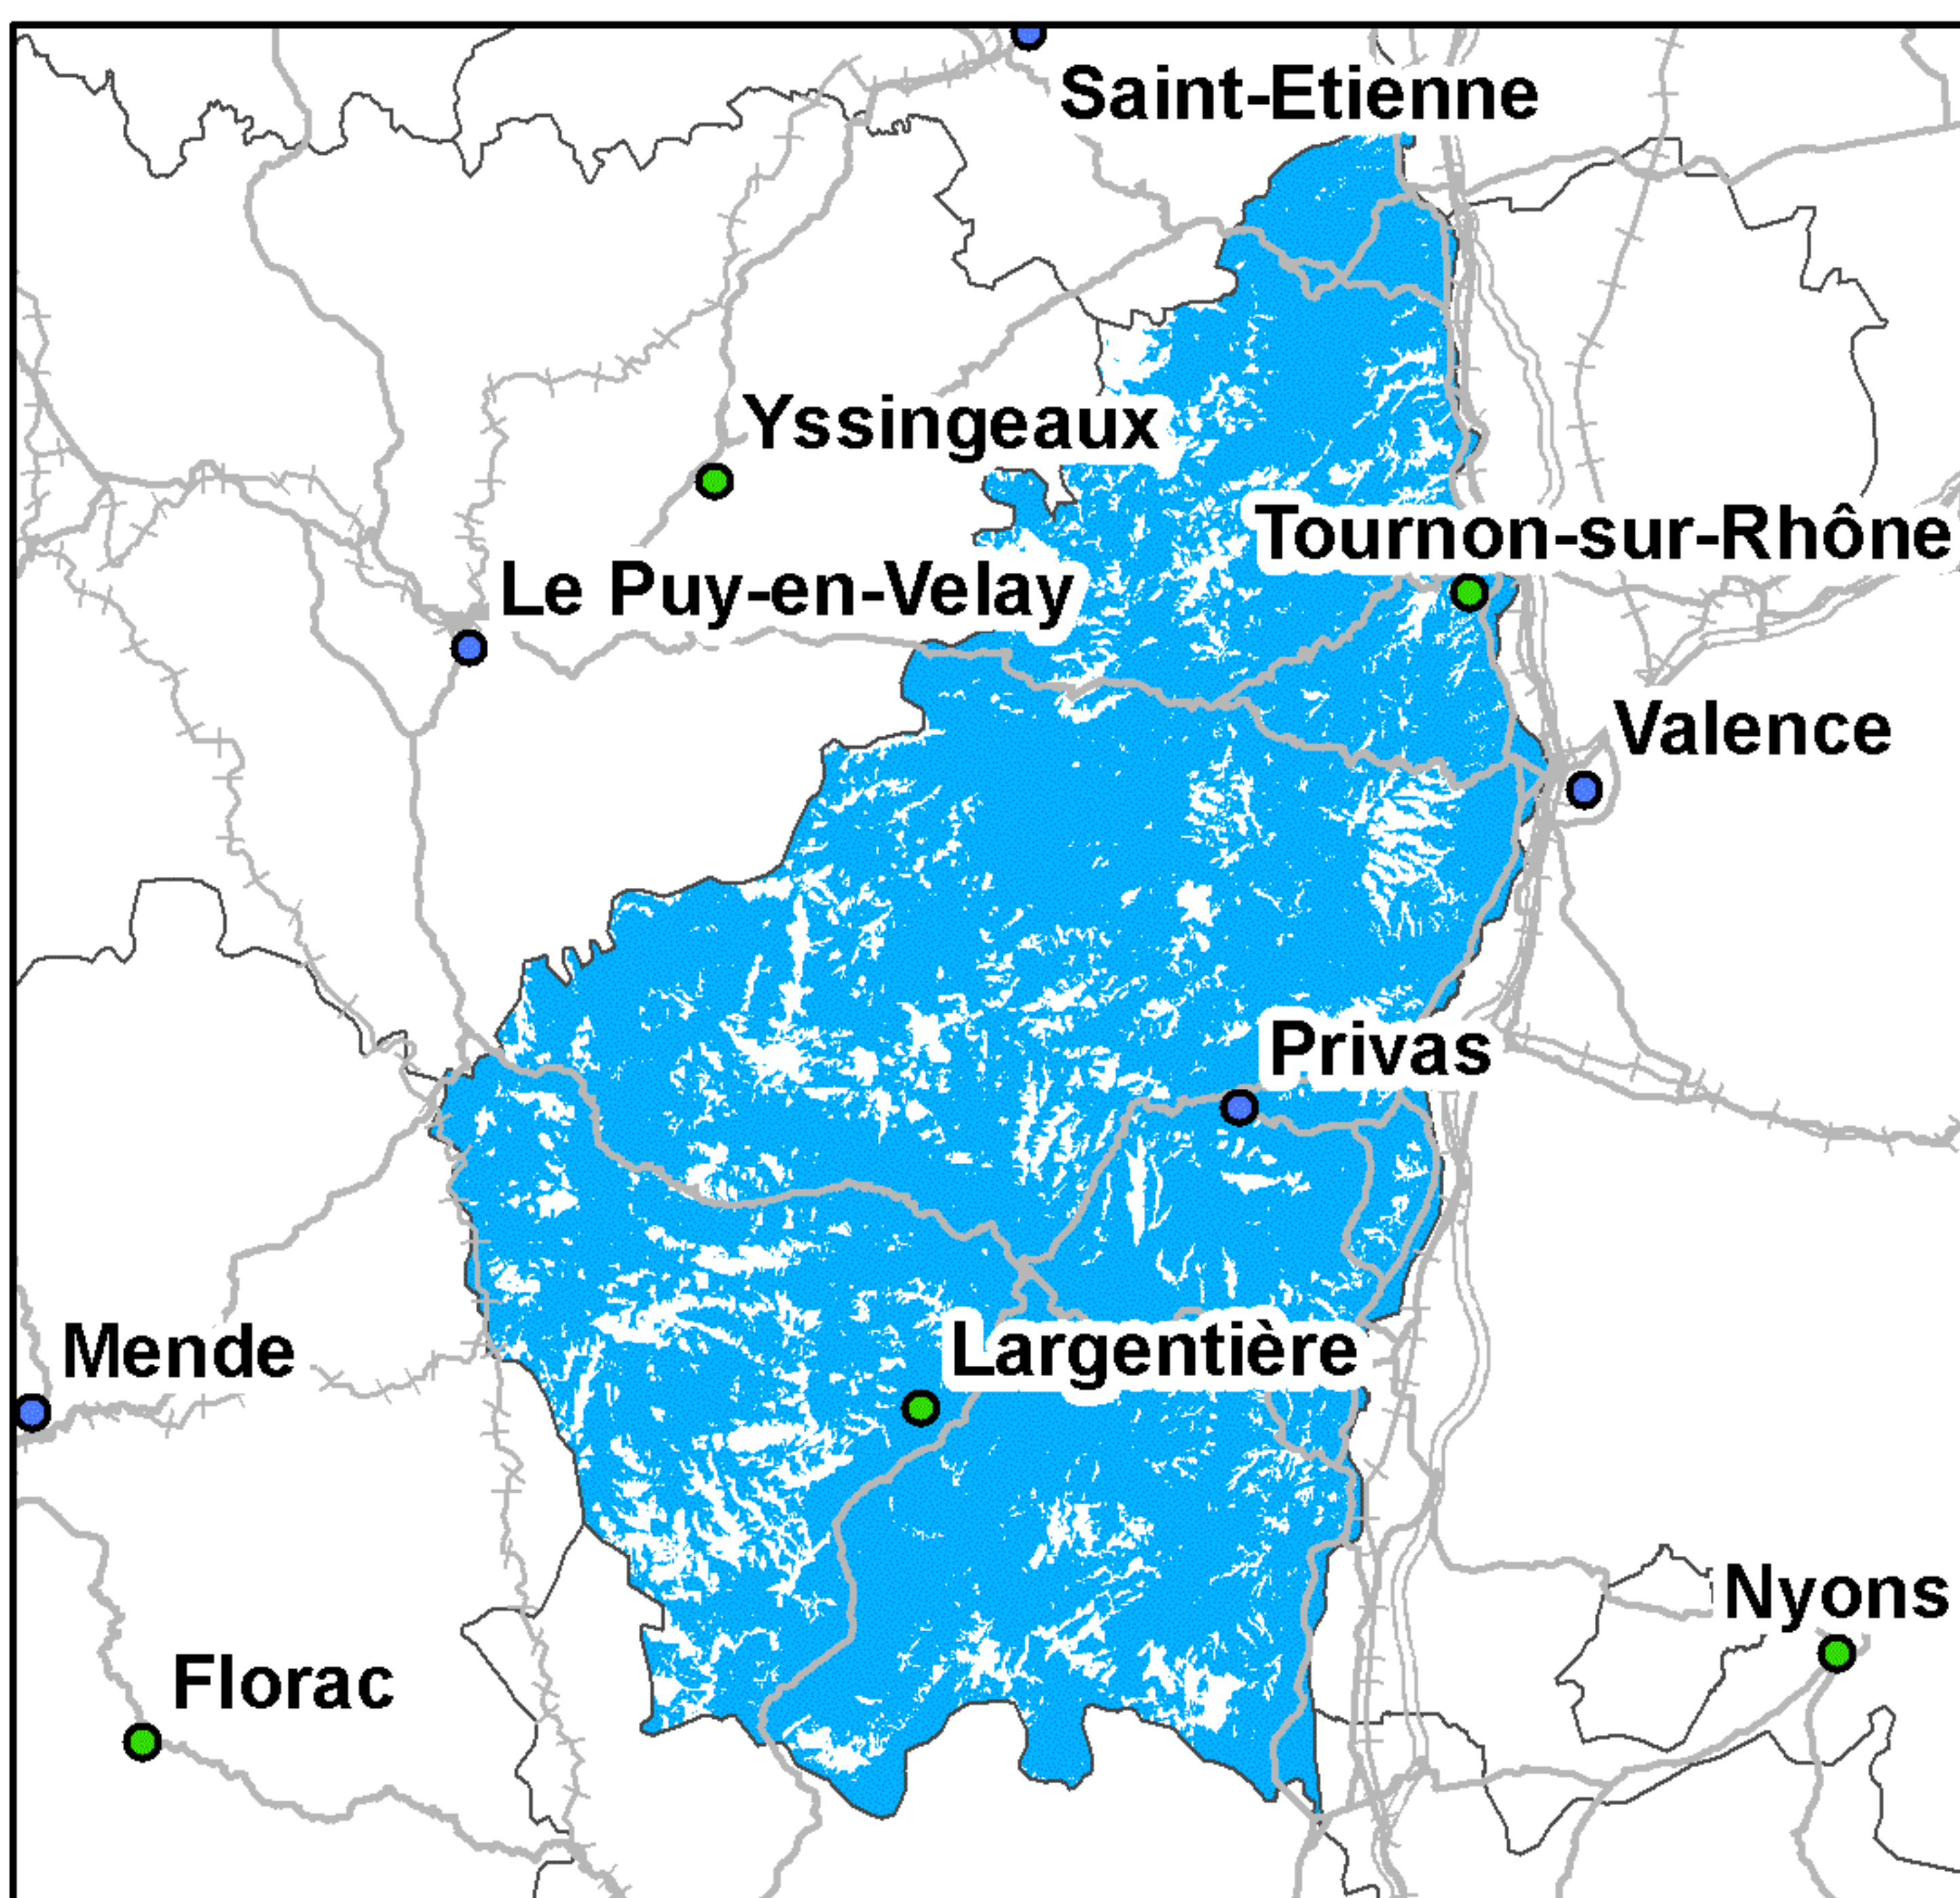 Saint-Etienne
Yssingeaux
Tournon-sur-Rhône
Le Puy-en-Velay
Valence
Privas
Largentière
Mende
Nyons
Florac